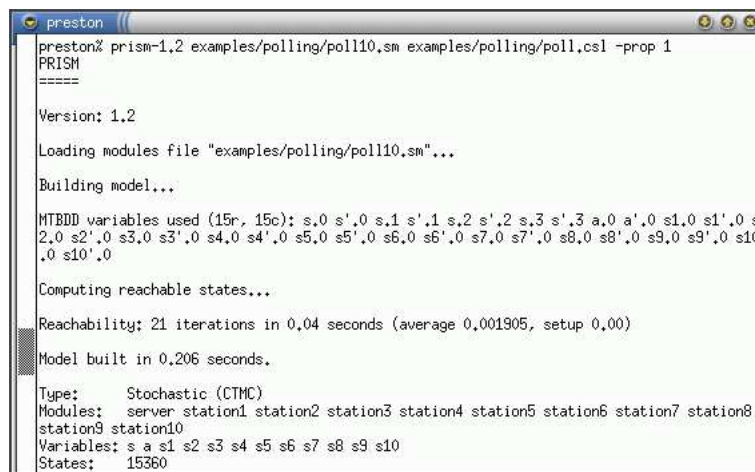 preston
preston% prism-1.2 examples/polling/poll10.sm examples/polling/poll.csl -prop 1
PRISM
=====
Version: 1.2
Loading modules file "examples/polling/poll10.sm"...
Building model...
MTBDD variables used (15r, 15c): s.0 s'.0 s.1 s'.1 s.2 s'.2 s.3 s'.3 a.0 a'.0 s1.0 s1'.0 s
2.0 s2'.0 s3.0 s3'.0 s4.0 s4'.0 s5.0 s5'.0 s6.0 s6'.0 s7.0 s7'.0 s8.0 s8'.0 s9.0 s9'.0 s10
.0 s10'.0
Computing reachable states...
Reachability: 21 iterations in 0.04 seconds (average 0.001905, setup 0.00)
Model built in 0.206 seconds.
Type: Stochastic (CTMC)
Modules: server station1 station2 station3 station4 station5 station6 station7 station8
station9 station10
Variables: s a s1 s2 s3 s4 s5 s6 s7 s8 s9 s10
States: 15360